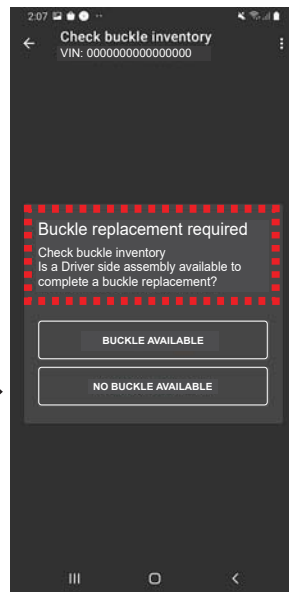 2:07
Check buckle inventory
VIN: 0000000000000000
Buckle replacement required
Check buckle inventory
Is a Driver side assembly available to
complete a buckle replacement?
BUCKLE AVAILABLE
NO BUCKLE AVAILABLE